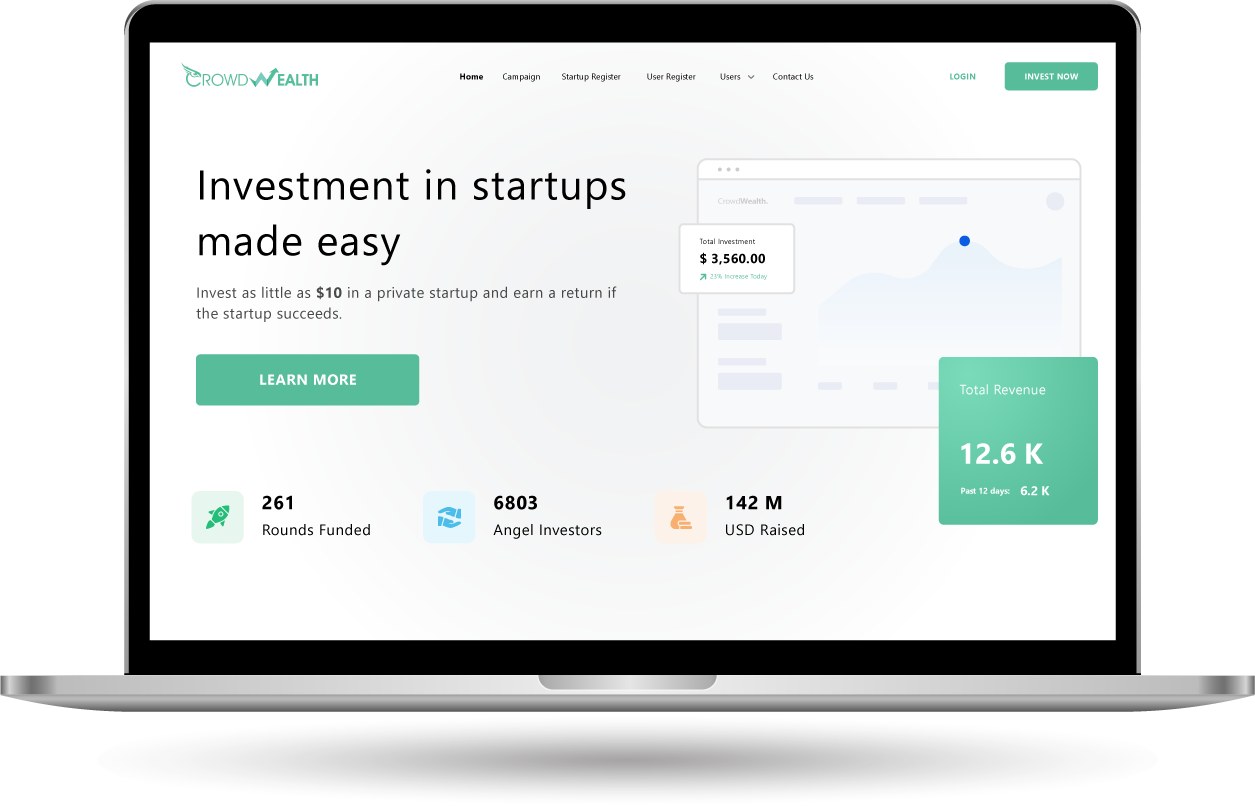 CROWDWEALTH
Home Campaign Startup Register User Register Users Contact Us LOGIN INVEST NOW
Investment in startups
made easy
Invest as little as $10 in a private startup and earn a return if
the startup succeeds.
LEARN MORE
CrowdWealth.
Total Investment
$ 3,560.00
23% Increase Today
Total Revenue
12.6 K
Past 12 days: 6.2 K
261
Rounds Funded
6803
Angel Investors
142 M
USD Raised